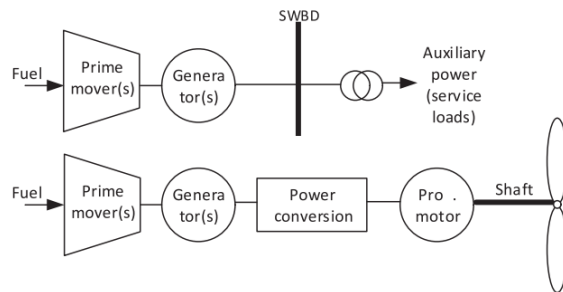 SWBD
Fuel
Prime
mover(s)
Genera
tor(s)
Auxiliary
power
(service
loads)
Fuel
Prime
mover(s)
Genera
tor(s)
Power
conversion
Pro .
motor
Shaft